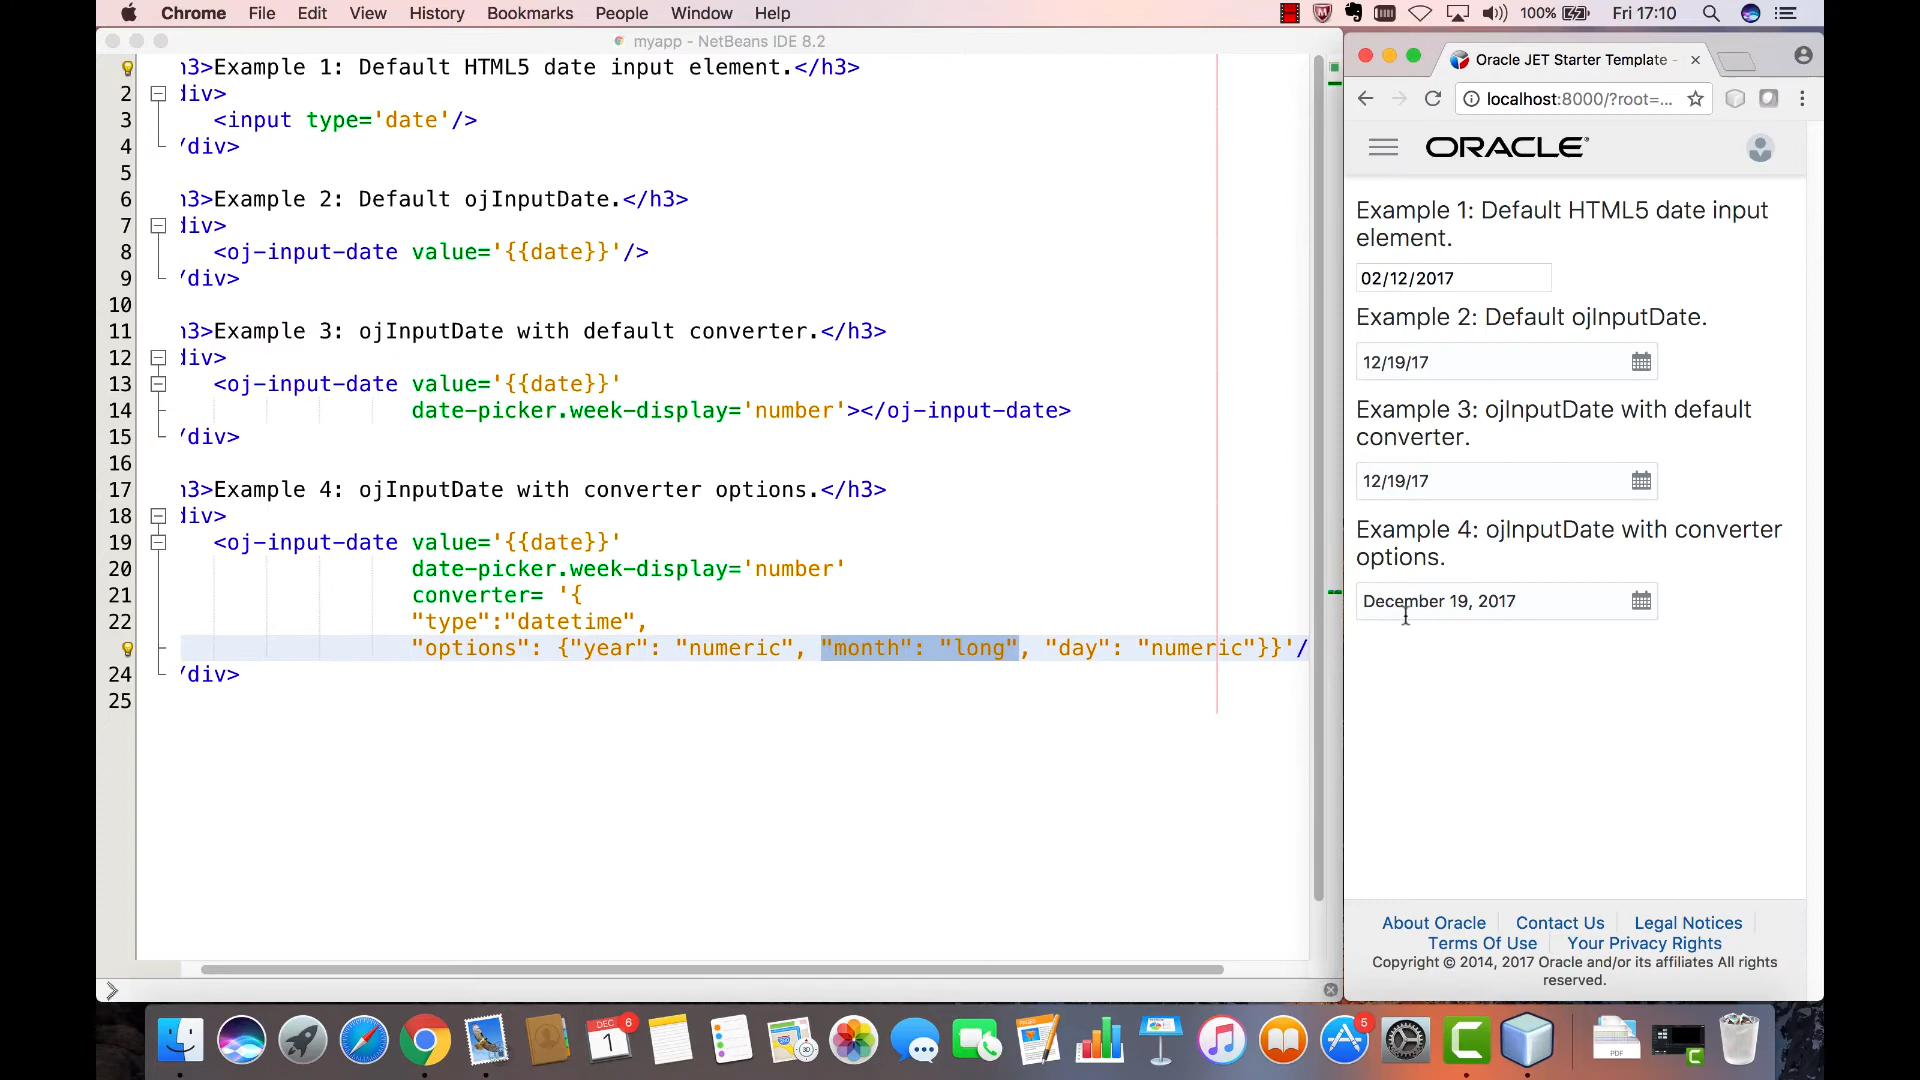 Chrome File Edit View History Bookmarks People Window Help 100% Fri 17:10
myapp - NetBeans IDE 8.2
h3>Example 1: Default HTML5 date input element.</h3>
2 div>
3 <input type='date'/>
4 /div>
5
6 h3>Example 2: Default ojInputDate.</h3>
7 div>
8 <oj-input-date value='{{date}}'/>
9 /div>
10
11 h3>Example 3: ojInputDate with default converter.</h3>
12 div>
13 <oj-input-date value='{{date}}'
14 date-picker.week-display='number'></oj-input-date>
15 /div>
16
17 h3>Example 4: ojInputDate with converter options.</h3>
18 div>
19 <oj-input-date value='{{date}}'
20 date-picker.week-display='number'
21 converter= '{
22 "type":"datetime",
"options": {"year": "numeric", "month": "long", "day": "numeric"}}'/
24 /div>
25
Oracle JET Starter Template -
localhost:8000/?root=...
ORACLE
Example 1: Default HTML5 date input
element.
02/12/2017
Example 2: Default ojInputDate.
12/19/17
Example 3: ojInputDate with default
converter.
12/19/17
Example 4: ojInputDate with converter
options.
December 19, 2017
About Oracle Contact Us Legal Notices
Terms Of Use Your Privacy Rights
Copyright © 2014, 2017 Oracle and/or its affiliates All rights
reserved.
DEC 6
1
30
5
PDF